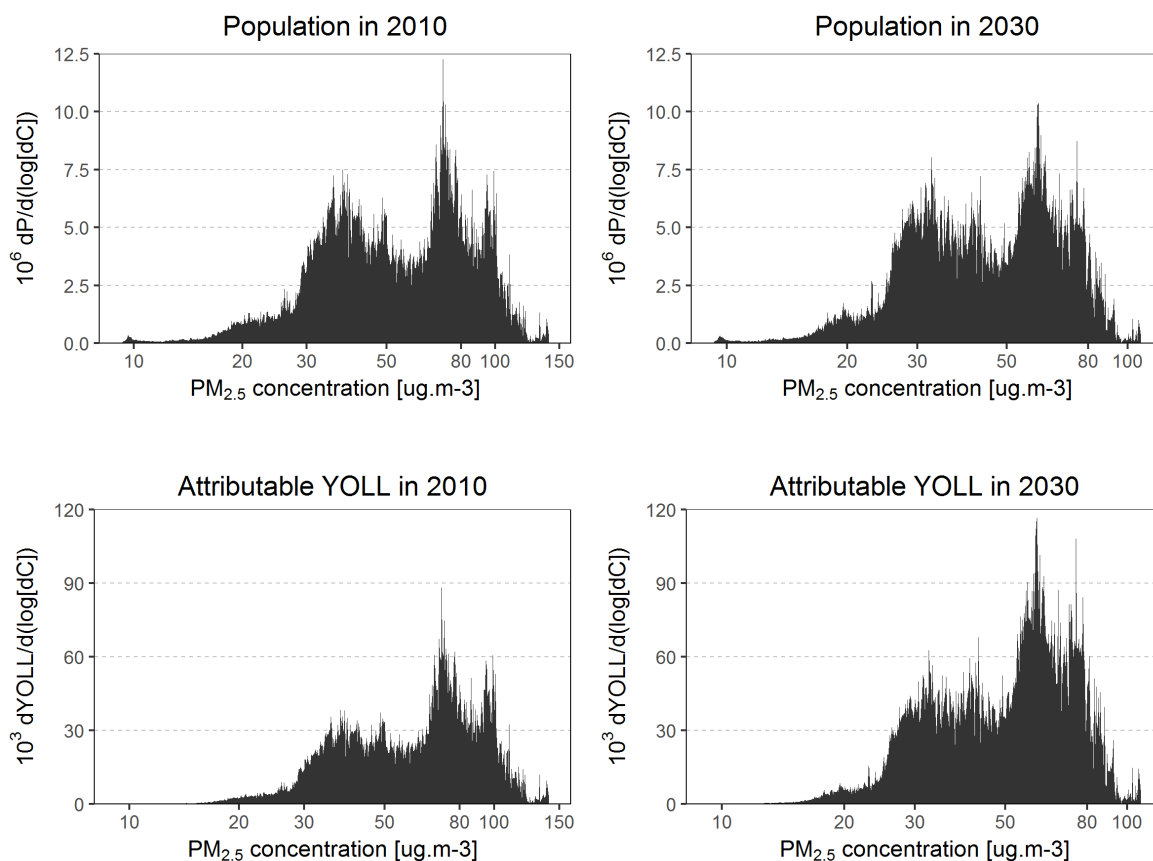 Population in 2010
12.5
10.0
7.5
5.0
2.5
0.0
10⁶ dP/d(log[dC])
10 20 30 50 80 100 150
PM₂.₅ concentration [ug.m-3]
Population in 2030
12.5
10.0
7.5
5.0
2.5
0.0
10⁶ dP/d(log[dC])
10 20 30 50 80 100
PM₂.₅ concentration [ug.m-3]
Attributable YOLL in 2010
120
90
60
30
0
10³ dYOLL/d(log[dC])
10 20 30 50 80 100 150
PM₂.₅ concentration [ug.m-3]
Attributable YOLL in 2030
120
90
60
30
0
10³ dYOLL/d(log[dC])
10 20 30 50 80 100
PM₂.₅ concentration [ug.m-3]